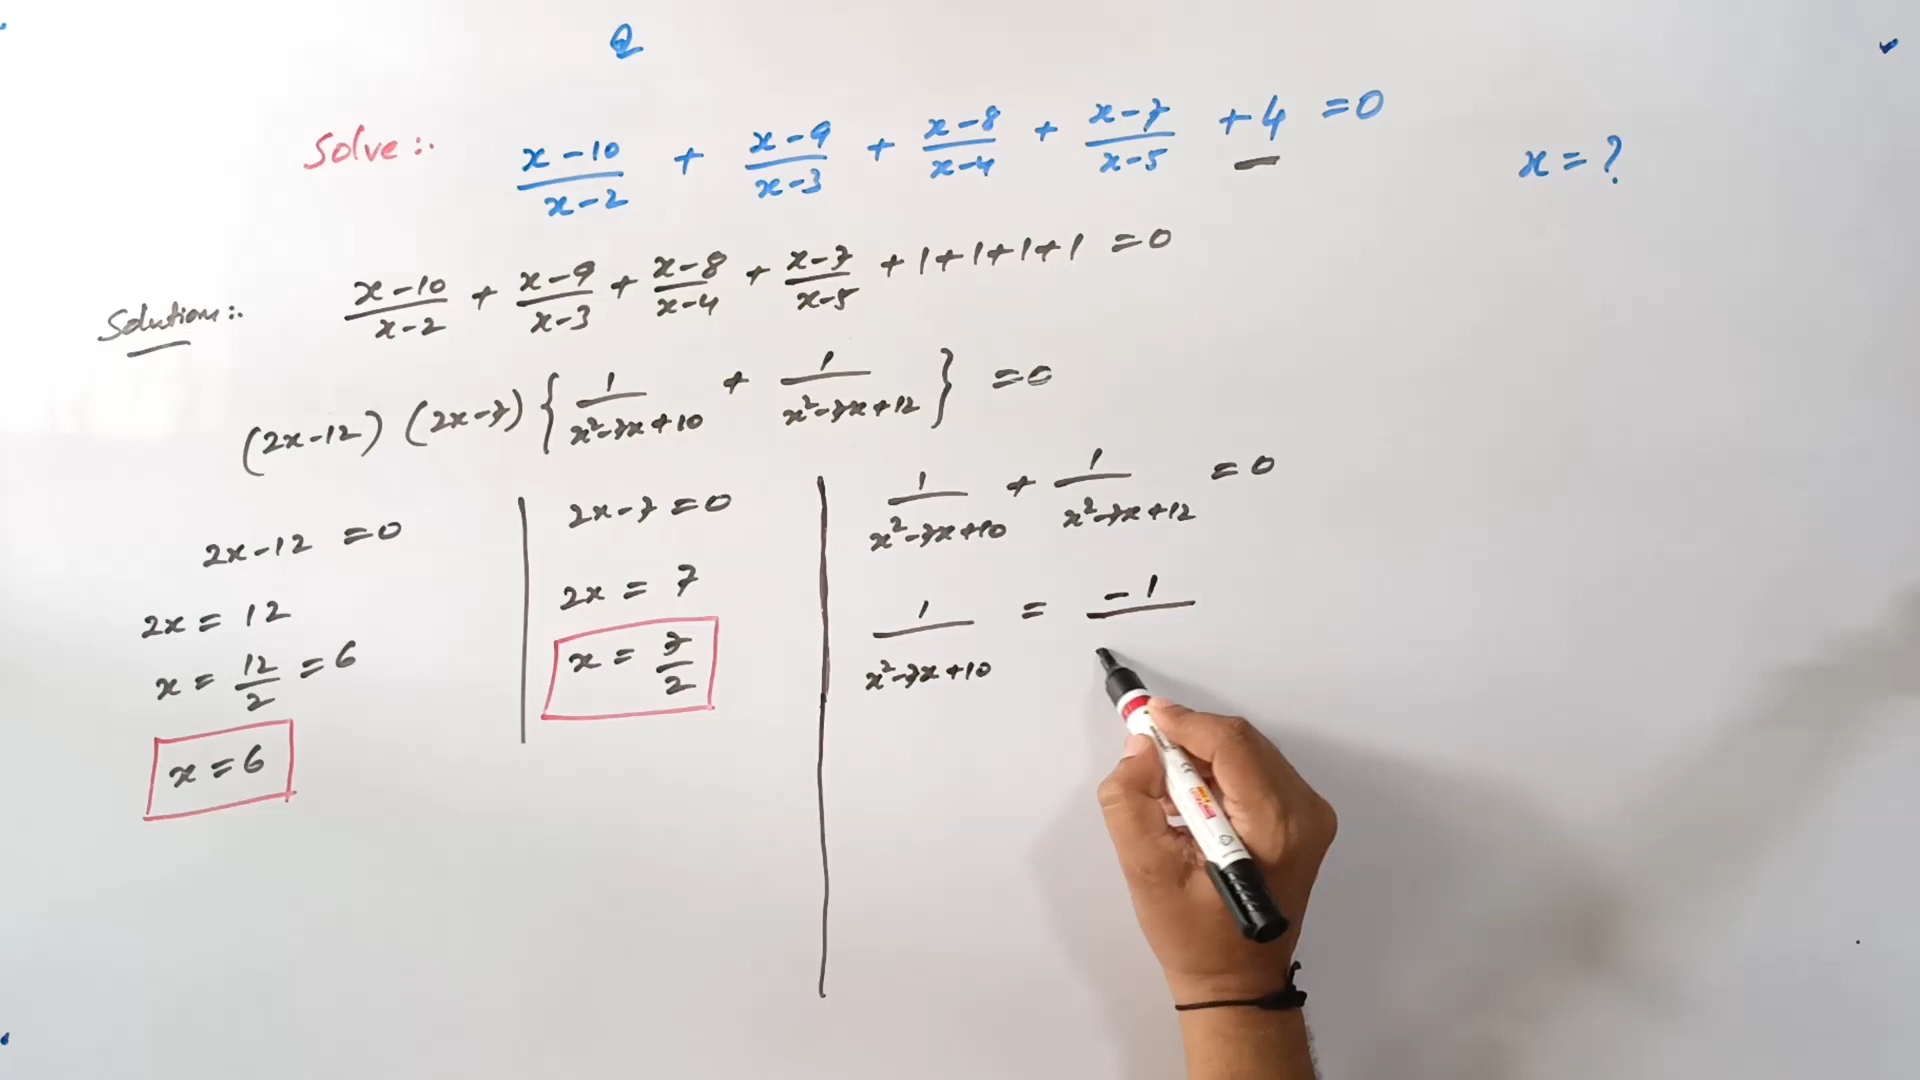 Q
Solve:. (x-10)/(x-2) + (x-9)/(x-3) + (x-8)/(x-4) + (x-7)/(x-5) + 4 = 0
x = ?
Solution:. (x-10)/(x-2) + (x-9)/(x-3) + (x-8)/(x-4) + (x-7)/(x-5) + 1+1+1+1 = 0
(2x-12) (2x-7) { 1/(x²-7x+10) + 1/(x²-7x+12) } = 0
2x-12 = 0
2x = 12
x = 12/2 = 6
x = 6
2x-7 = 0
2x = 7
x = 7/2
1/(x²-7x+10) + 1/(x²-7x+12) = 0
1/(x²-7x+10) = -1/